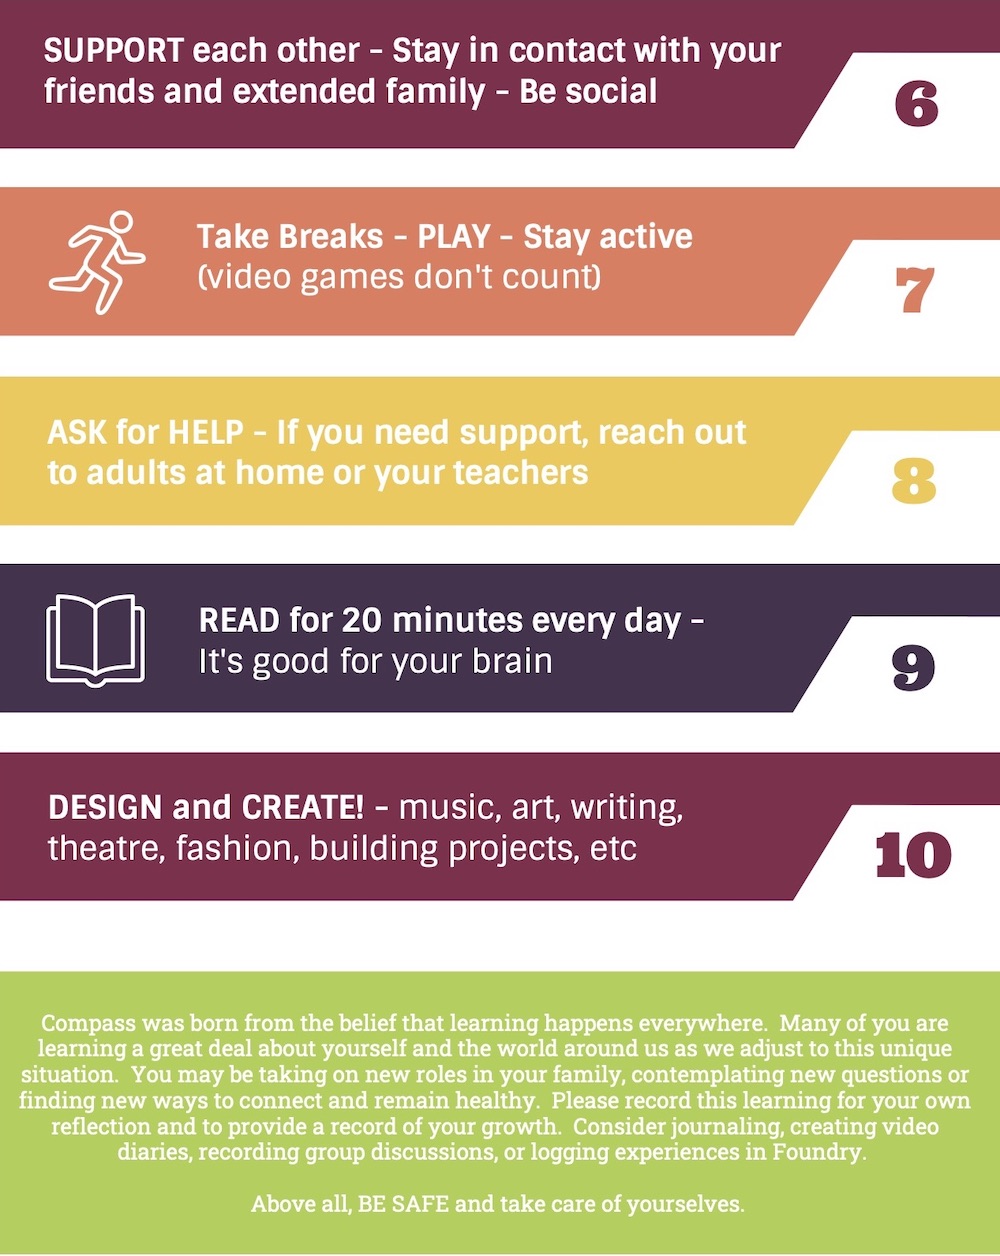 SUPPORT each other - Stay in contact with your
friends and extended family - Be social
6
Take Breaks - PLAY - Stay active
(video games don't count)
7
ASK for HELP - If you need support, reach out
to adults at home or your teachers
8
READ for 20 minutes every day -
It's good for your brain
9
DESIGN and CREATE! - music, art, writing,
theatre, fashion, building projects, etc
10
Compass was born from the belief that learning happens everywhere.  Many of you are
learning a great deal about yourself and the world around us as we adjust to this unique
situation.  You may be taking on new roles in your family, contemplating new questions or
finding new ways to connect and remain healthy.  Please record this learning for your own
reflection and to provide a record of your growth.  Consider journaling, creating video
diaries, recording group discussions, or logging experiences in Foundry.
Above all, BE SAFE and take care of yourselves.